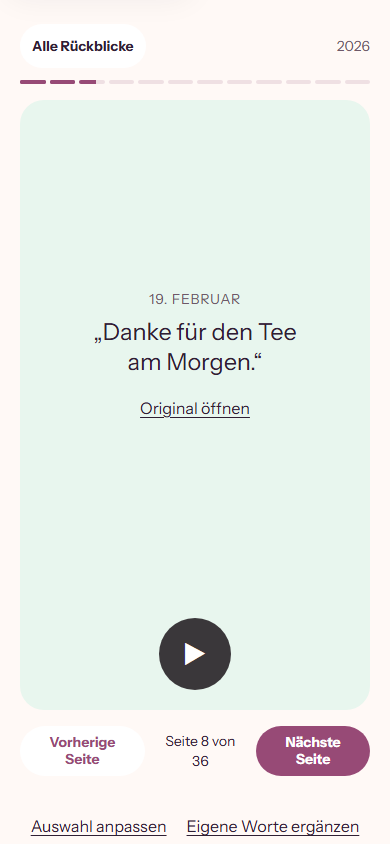 Alle Rückblicke
2026
19. FEBRUAR
„Danke für den Tee
am Morgen.“
Original öffnen
Vorherige
Seite
Seite 8 von
36
Nächste
Seite
Auswahl anpassen
Eigene Worte ergänzen